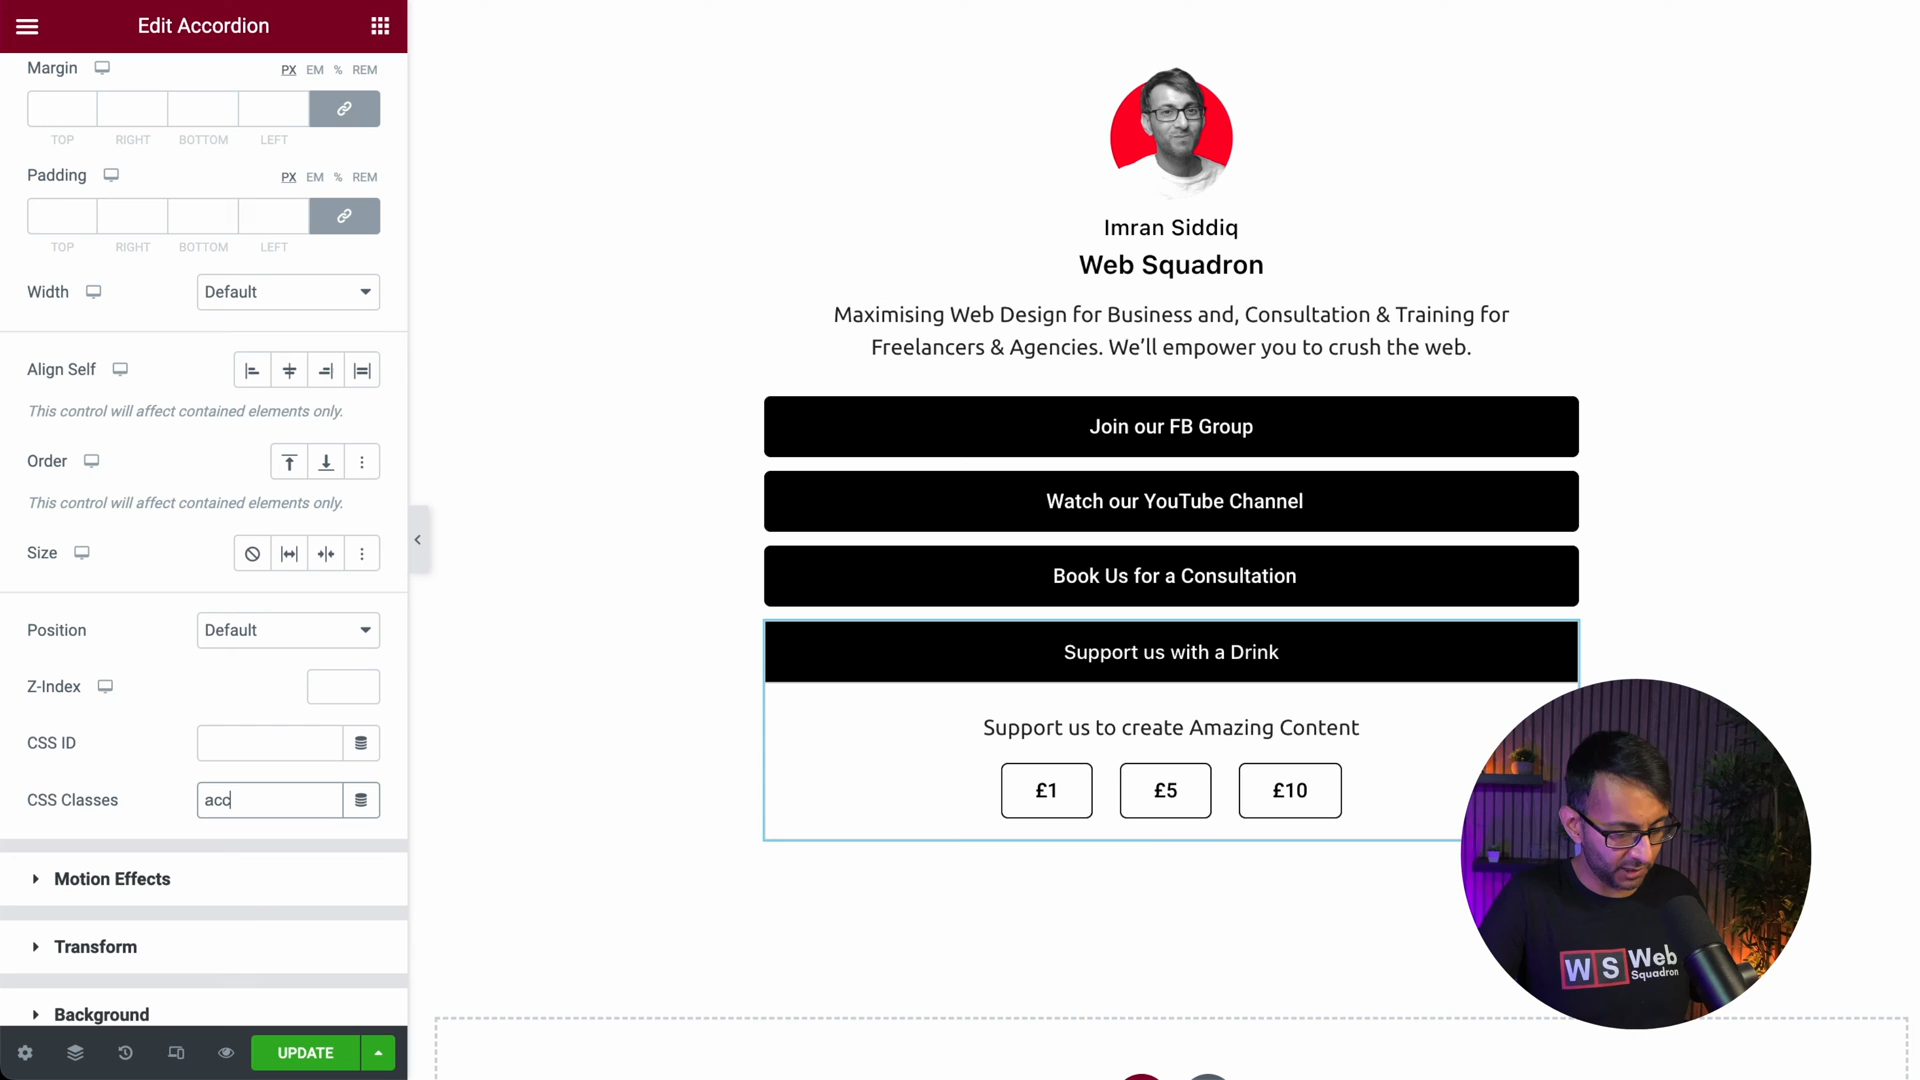 Edit Accordion
Margin
PX EM % REM
TOP RIGHT BOTTOM LEFT
Padding
PX EM % REM
TOP RIGHT BOTTOM LEFT
Width
Default
Align Self
This control will affect contained elements only.
Order
This control will affect contained elements only.
Size
Position
Default
Z-Index
CSS ID
CSS Classes
acc
Motion Effects
Transform
Background
UPDATE
Imran Siddiq
Web Squadron
Maximising Web Design for Business and, Consultation & Training for
Freelancers & Agencies. We’ll empower you to crush the web.
Join our FB Group
Watch our YouTube Channel
Book Us for a Consultation
Support us with a Drink
Support us to create Amazing Content
£1 £5 £10
WS Web
Squadron